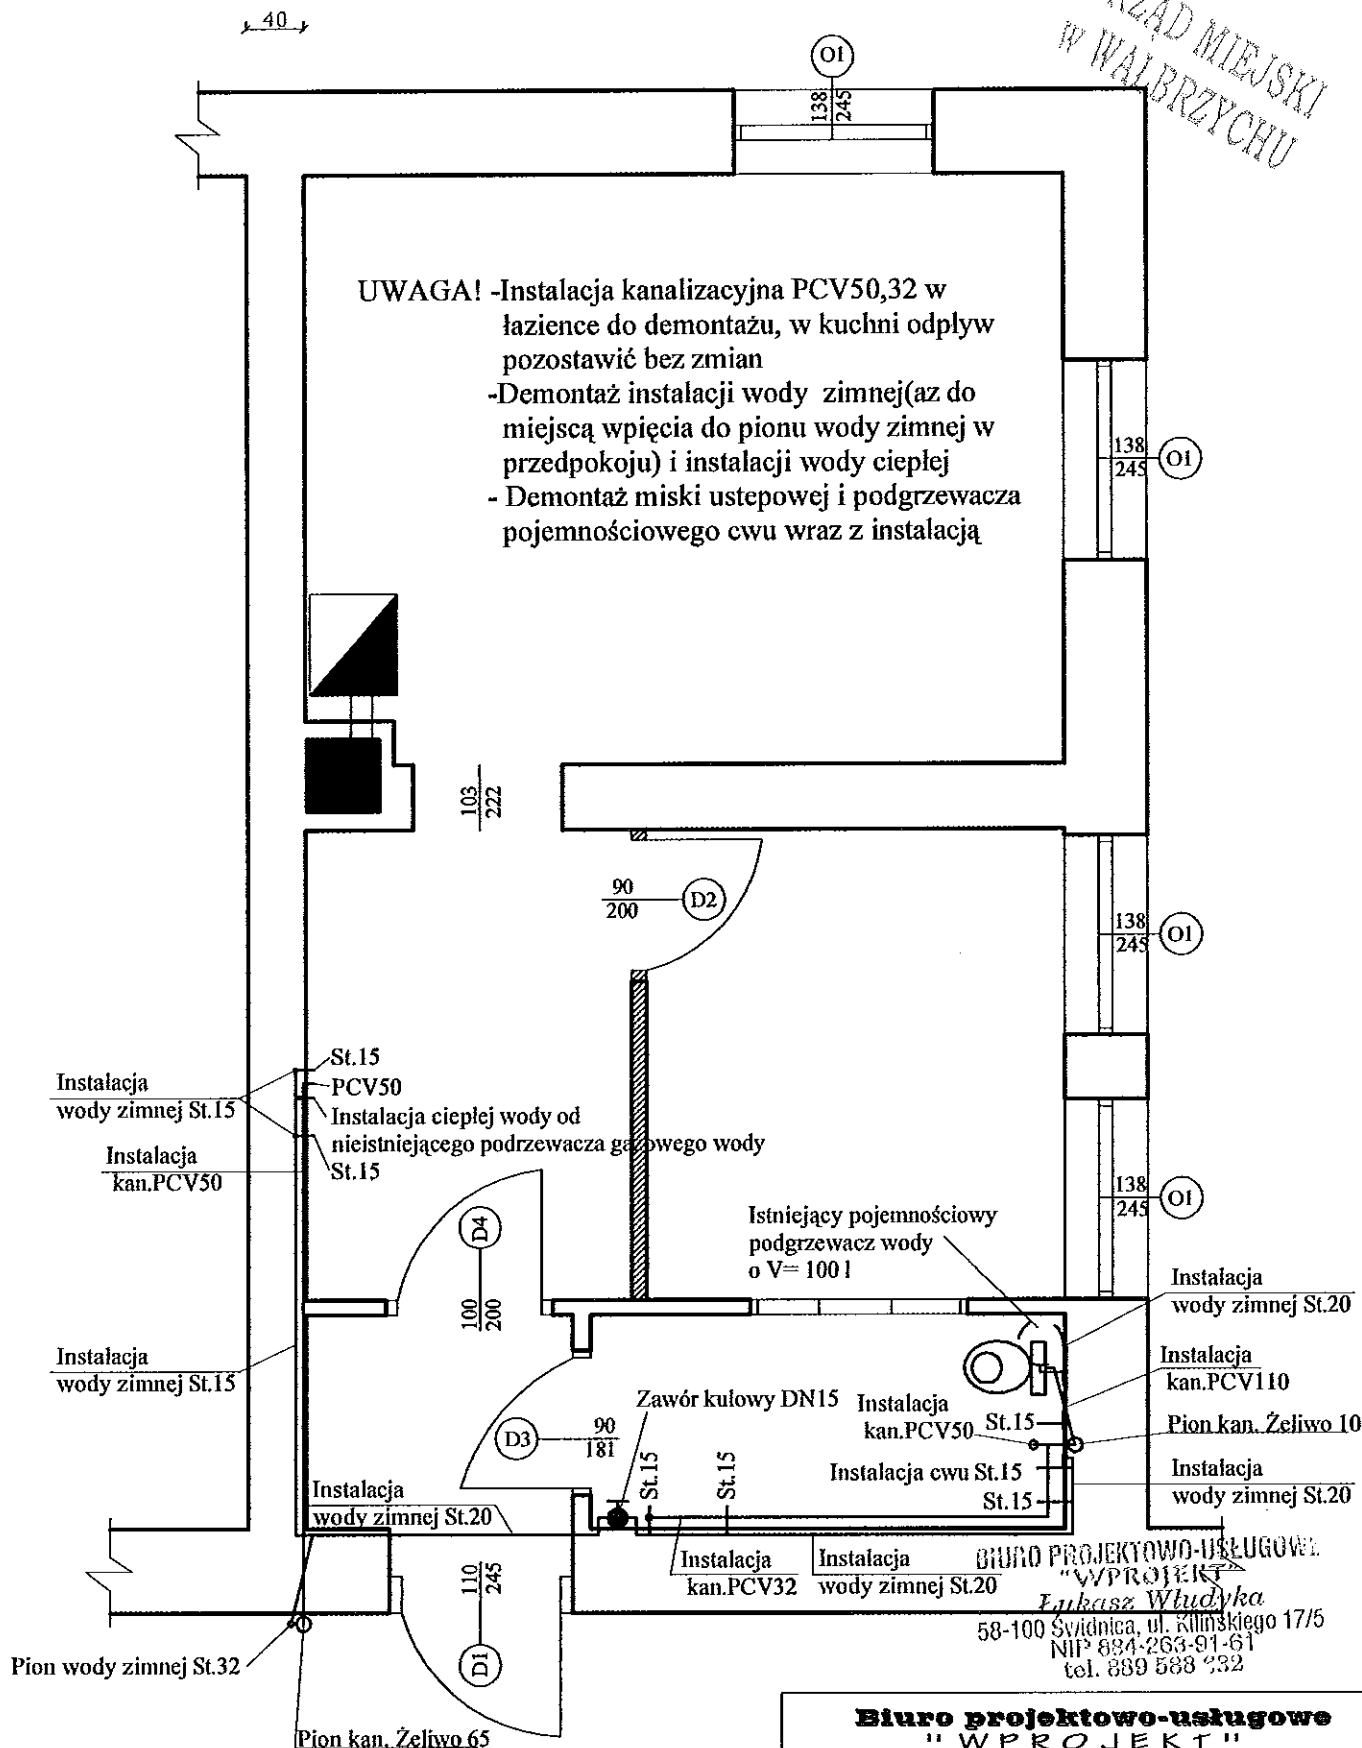 40
RZĄD MIEJSKI
W WAŁBRZYCHU
O1
138
245
UWAGA! -Instalacja kanalizacyjna PCV50,32 w
łazience do demontażu, w kuchni odpływ
pozostawić bez zmian
-Demontaż instalacji wody zimnej(az do
miejscą wpięcia do pionu wody zimnej w
przedpokoju) i instalacji wody ciepłej
- Demontaż miski ustepowej i podgrzewacza
pojemnościowego cwu wraz z instalacją
138
245
O1
103
222
90
200
D2
138
245
O1
St.15
PCV50
Instalacja
wody zimnej St.15
Instalacja ciepłej wody od
nieistniejącego podrzewacza gazowego wody
St.15
Instalacja
kan.PCV50
138
245
O1
D4
100
200
Istniejący pojemnościowy
podgrzewacz wody
o V= 100 l
Instalacja
wody zimnej St.20
Instalacja
wody zimnej St.15
Instalacja
kan.PCV110
Zawór kulowy DN15
Instalacja
kan.PCV50
St.15
Pion kan. Żeliwo 10
D3
90
181
St.15
St.15
Instalacja cwu St.15
St.15
Instalacja
wody zimnej St.20
Instalacja
wody zimnej St.20
Instalacja
kan.PCV32
Instalacja
wody zimnej St.20
110
245
D1
Pion wody zimnej St.32
Pion kan. Żeliwo 65
BIURO PROJEKTOWO-USŁUGOWE
"WPROJEKT"
Łukasz Władyka
58-100 Świdnica, ul. Kilińskiego 17/5
NIP 884-263-91-61
tel. 889 588
Biuro projektowo-usługowe
"WPROJEKT"